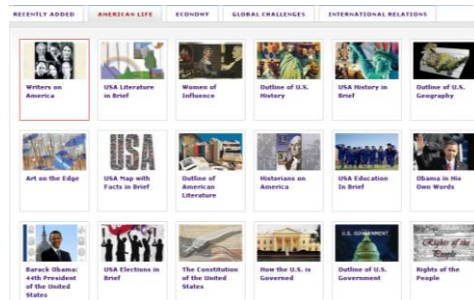 RECENTLY ADDED
AMERICAN LIFE
ECONOMY
GLOBAL CHALLENGES
INTERNATIONAL RELATIONS
Writers on
America
USA Literature
in Brief
Women of
Influence
Outline of U.S.
History
USA History in
Brief
Outline of U.S.
Geography
USA
Art on the Edge
USA Map with
Facts in Brief
Outline of
American
Literature
Historians on
America
USA Education
In Brief
Obama in His
Own Words
U.S. GOVERNMENT
Rights of the
People
Barack Obama:
44th President
of the United
States
USA Elections in
Brief
The Constitution
of the United
States
How the U.S. is
Governed
Outline of U.S.
Government
Rights of the
People